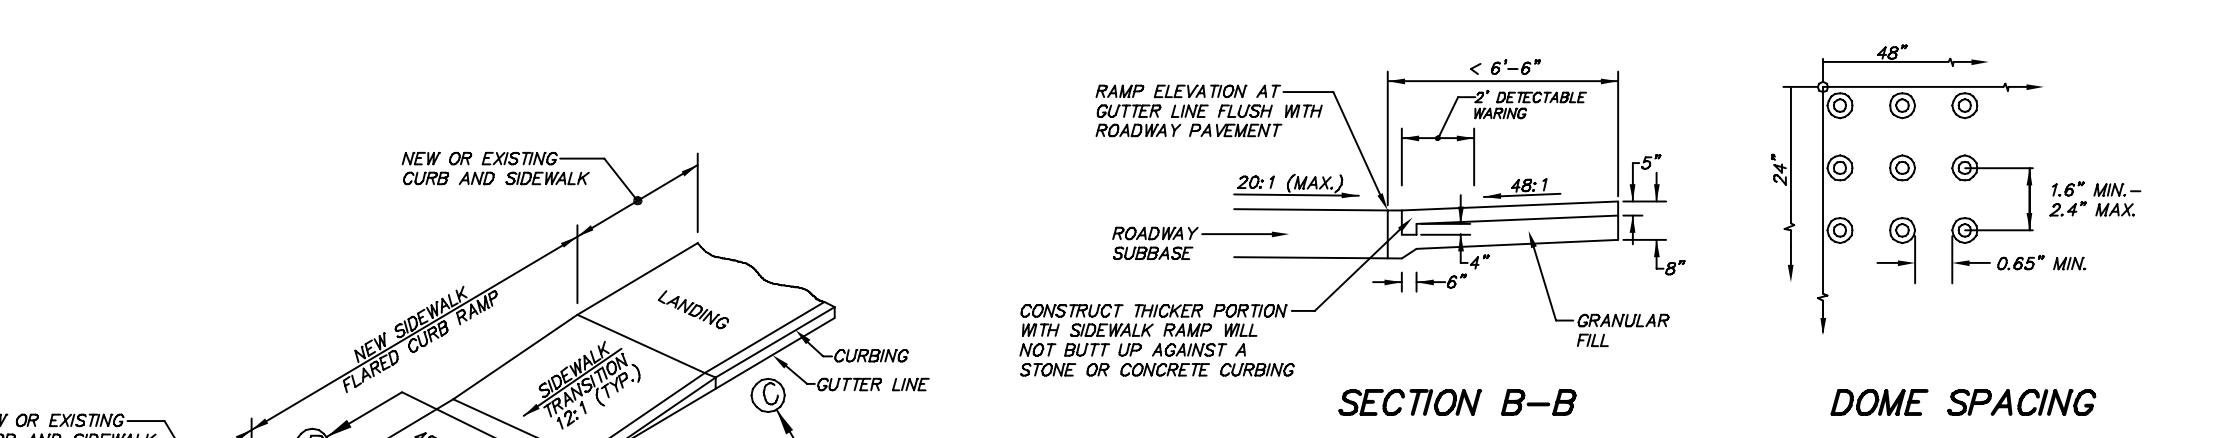 NEW OR EXISTING
CURB AND SIDEWALK
NEW SIDEWALK
FLARED CURB RAMP
LANDING
SIDEWALK
TRANSITION
12:1 (TYP.)
CURBING
GUTTER LINE
C
OR EXISTING
AND SIDEWALK
RAMP ELEVATION AT
GUTTER LINE FLUSH WITH
ROADWAY PAVEMENT
< 6'-6"
2' DETECTABLE
WARING
20:1 (MAX.)
48:1
5"
ROADWAY
SUBBASE
4"
8"
6"
CONSTRUCT THICKER PORTION
WITH SIDEWALK RAMP WILL
NOT BUTT UP AGAINST A
STONE OR CONCRETE CURBING
GRANULAR
FILL
SECTION B-B
48"
24"
1.6" MIN.-
2.4" MAX.
0.65" MIN.
DOME SPACING